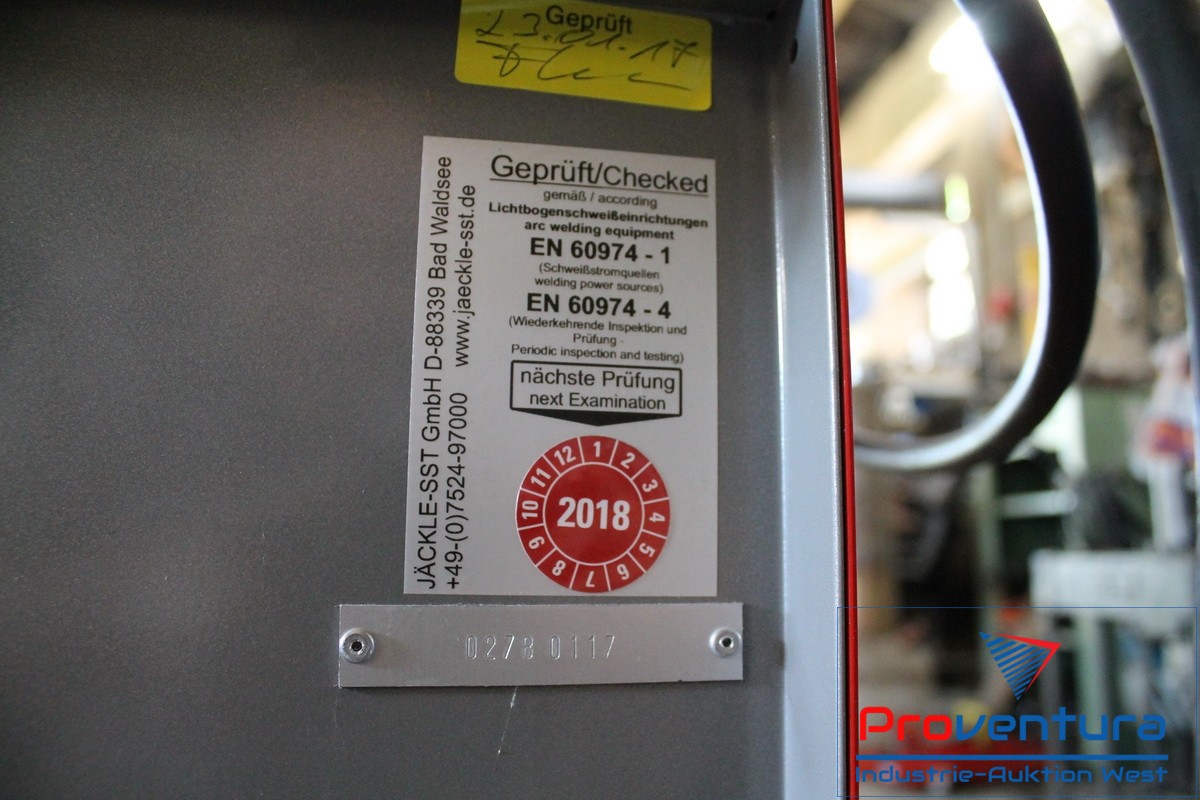 Geprüft
23.01.17
Geprüft/Checked
gemäß / according
Lichtbogenschweißeinrichtungen
arc welding equipment
EN 60974 - 1
(Schweißstromquellen
welding power sources)
EN 60974 - 4
(Wiederkehrende Inspektion und
Prüfung -
Periodic inspection and testing)
nächste Prüfung
next Examination
12 1 2 3 4 5 6 7 8 9 10 11
2018
JÄCKLE-SST GmbH D-88339 Bad Waldsee
+49-(0)7524-97000 www.jaeckle-sst.de
0278 0117
Proventura
Industrie-Auktion West